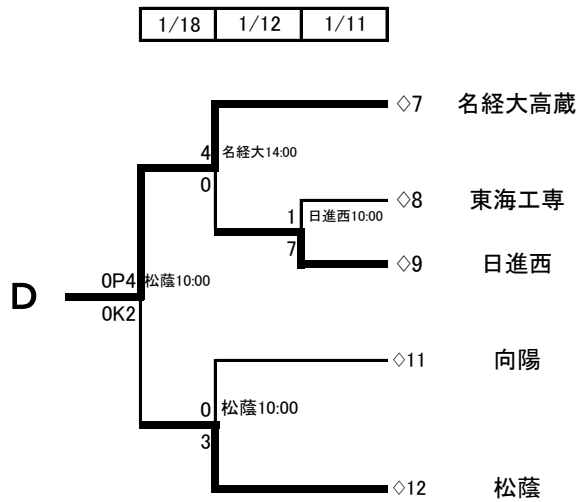 1/18 1/12 1/11
◇7 名経大高蔵
4 名経大14:00
0
◇8 東海工専
1 日進西10:00
7
◇9 日進西
D 0P4 松蔭10:00
0K2
◇11 向陽
0 松蔭10:00
3
◇12 松蔭